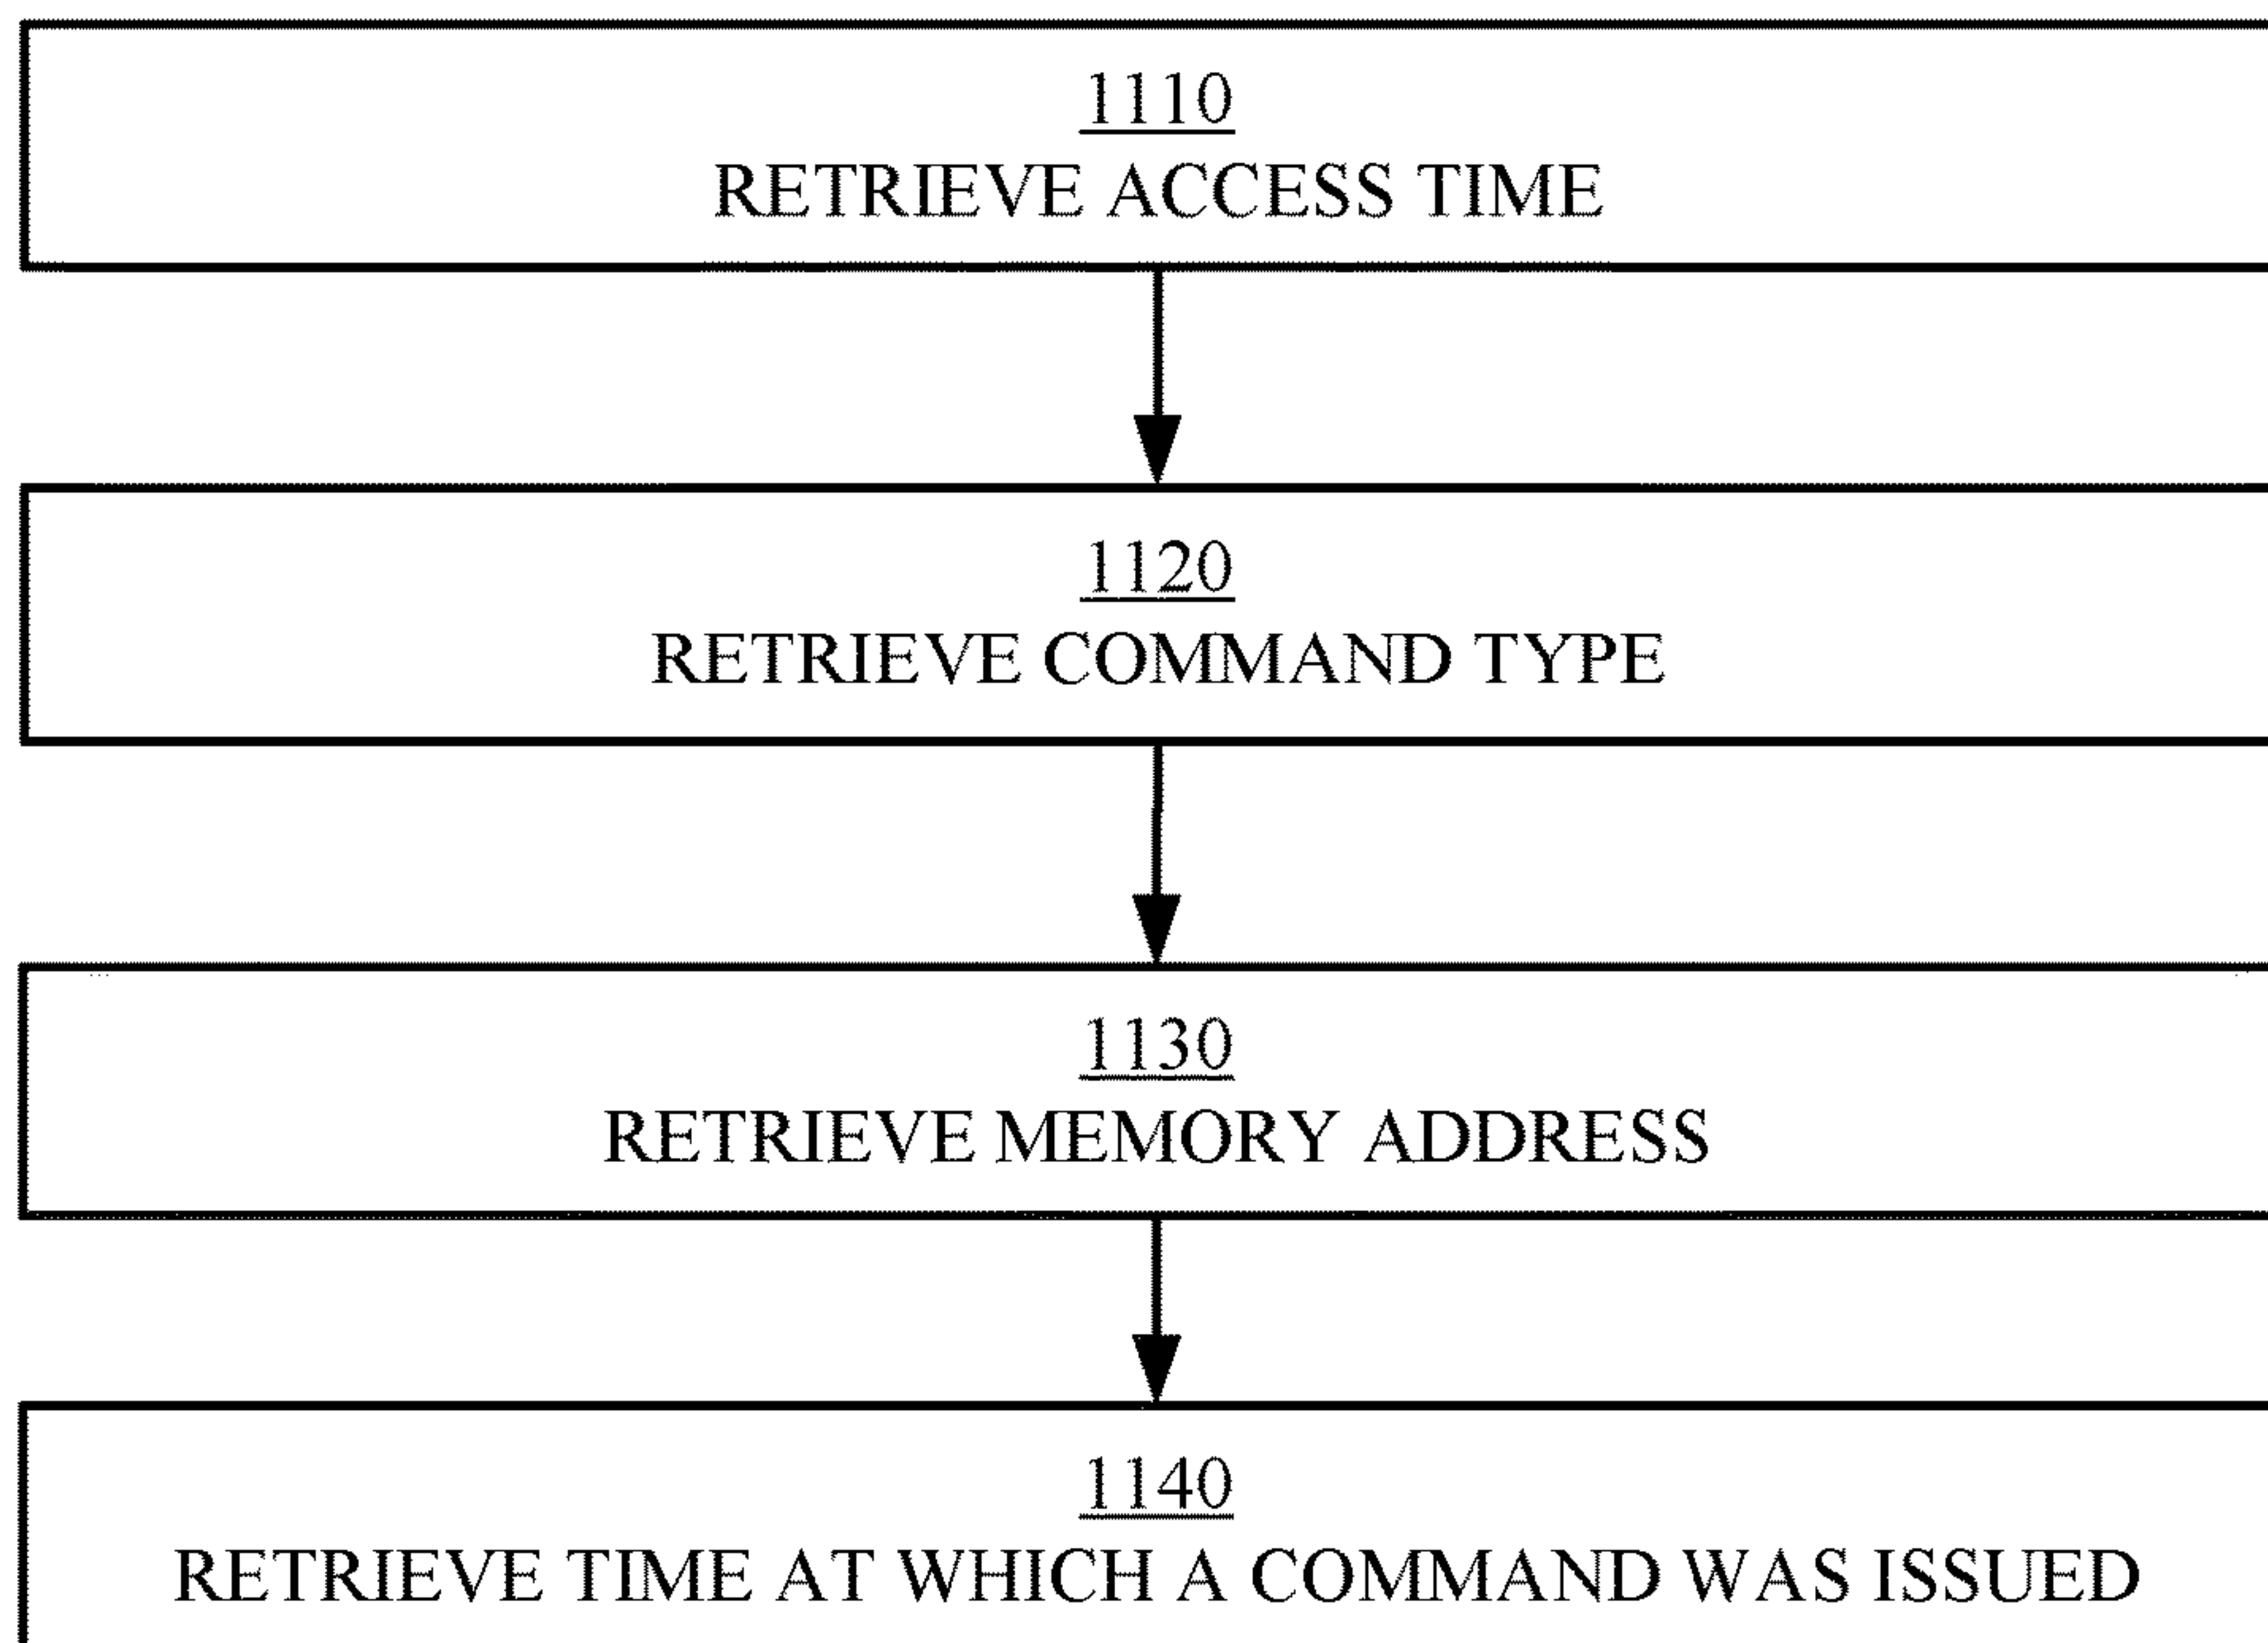 1110
RETRIEVE ACCESS TIME
1120
RETRIEVE COMMAND TYPE
1130
RETRIEVE MEMORY ADDRESS
1140
RETRIEVE TIME AT WHICH A COMMAND WAS ISSUED